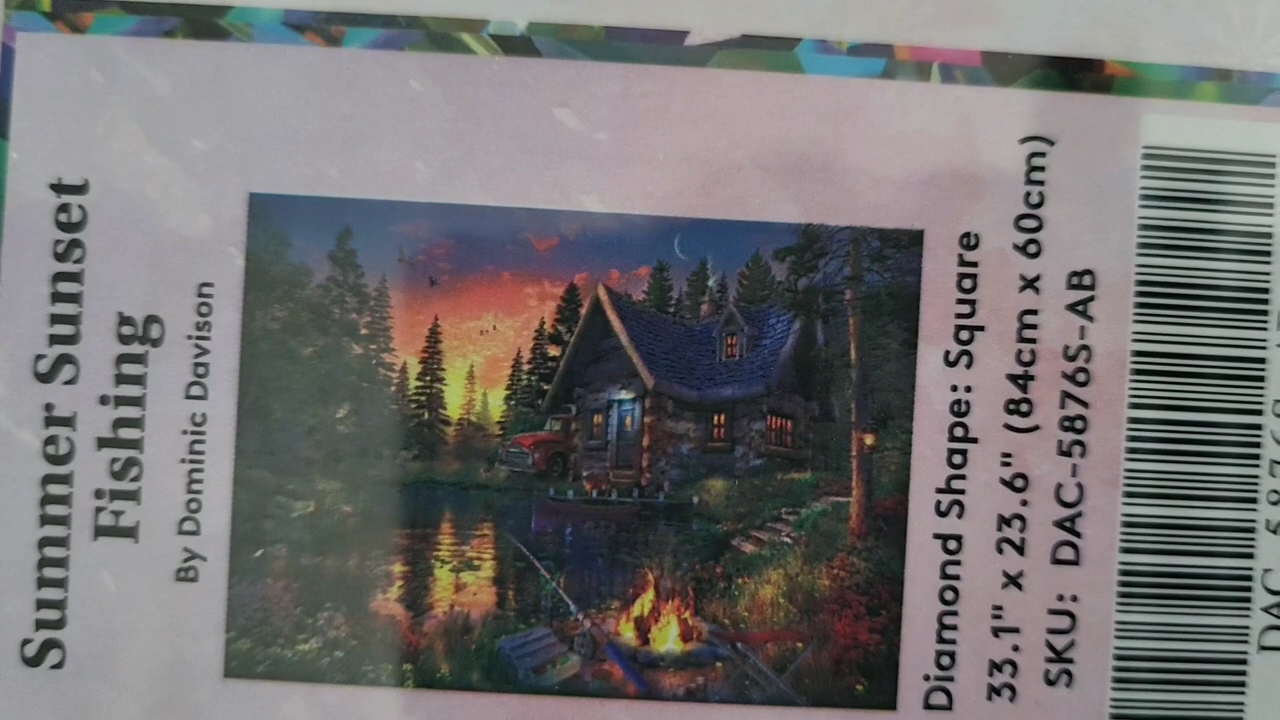 Summer Sunset
Fishing
By Dominic Davison
Diamond Shape: Square
33.1" x 23.6" (84cm x 60cm)
SKU: DAC-5876S-AB